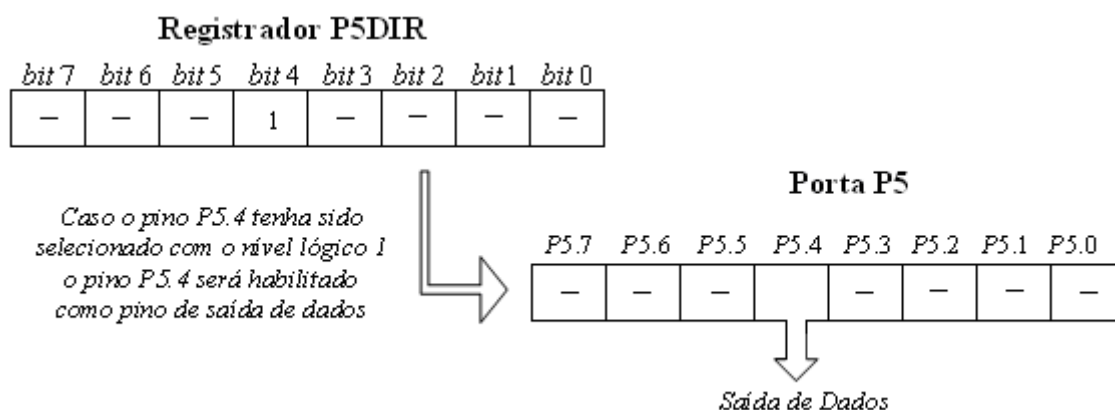 Registrador P5DIR
bit 7 bit 6 bit 5 bit 4 bit 3 bit 2 bit 1 bit 0
– – – 1 – – – –
Porta P5
Caso o pino P5.4 tenha sido
selecionado com o nível lógico 1
o pino P5.4 será habilitado
como pino de saída de dados
P5.7 P5.6 P5.5 P5.4 P5.3 P5.2 P5.1 P5.0
– – – – – – –
Saída de Dados